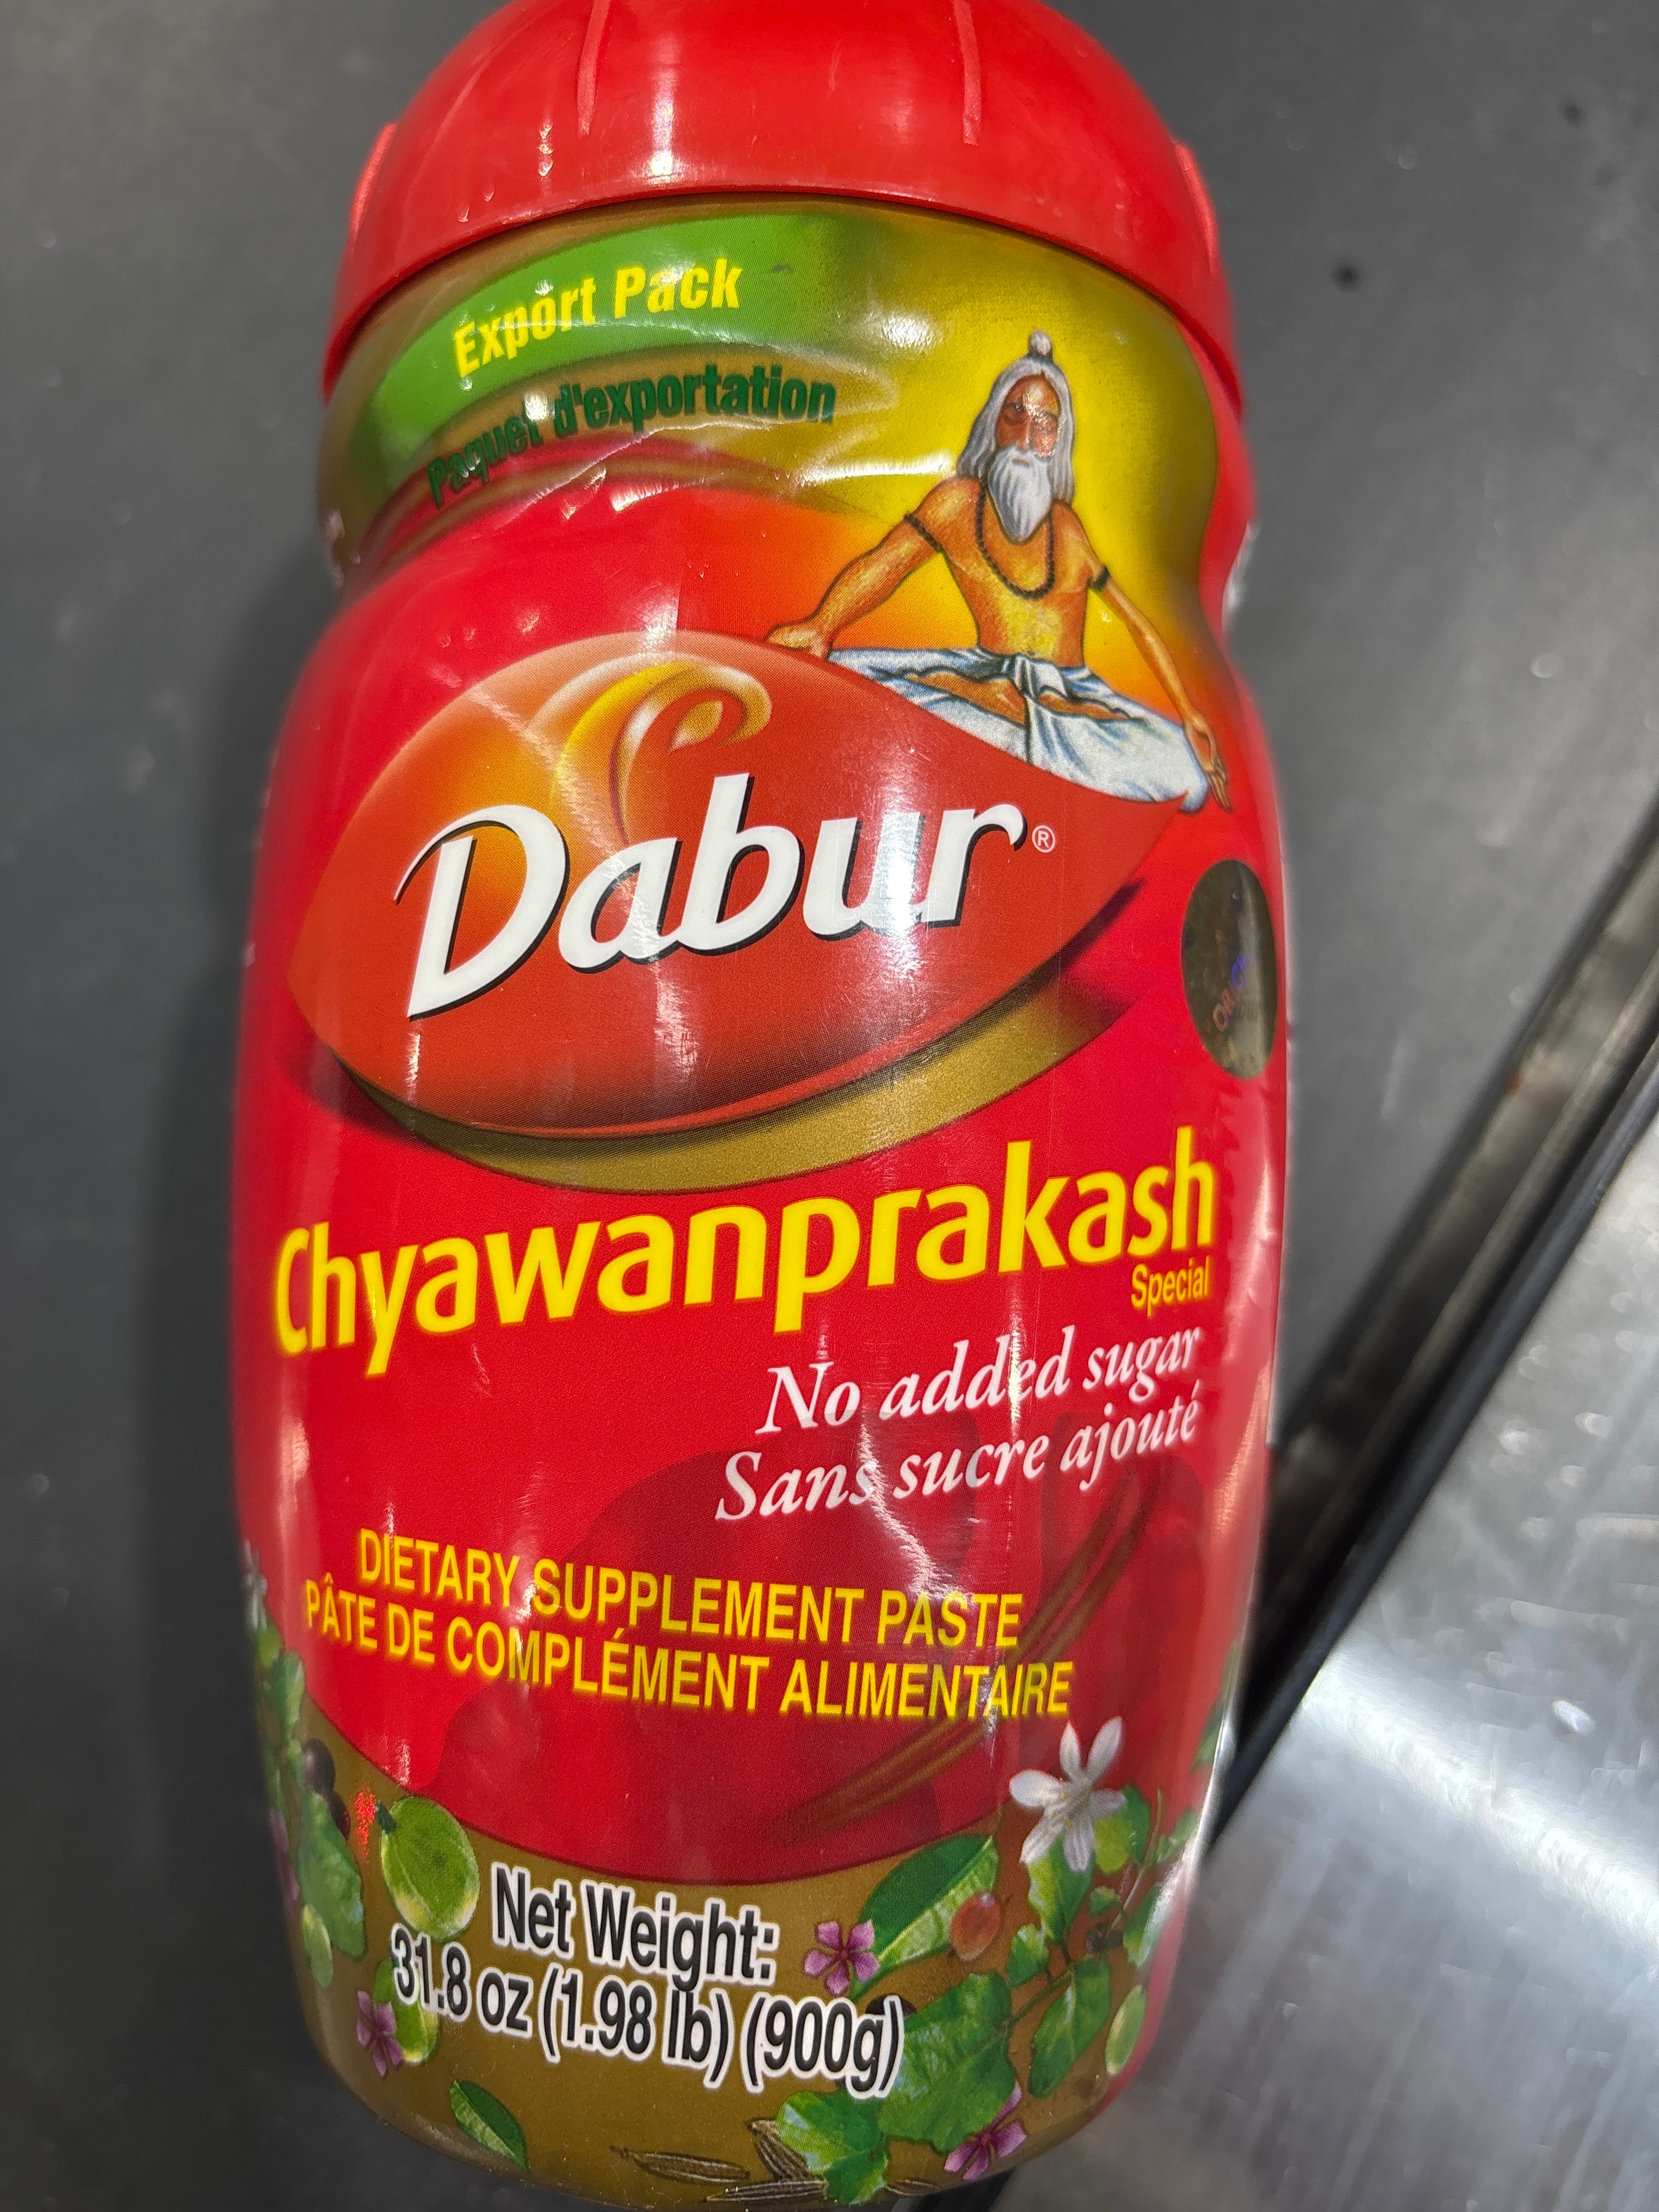 Export Pack
Paquet d'exportation
Dabur®
Chyawanprakash
Special
No added sugar
Sans sucre ajouté
DIETARY SUPPLEMENT PASTE
PÂTE DE COMPLÉMENT ALIMENTAIRE
Net Weight:
31.8 oz (1.98 lb) (900g)